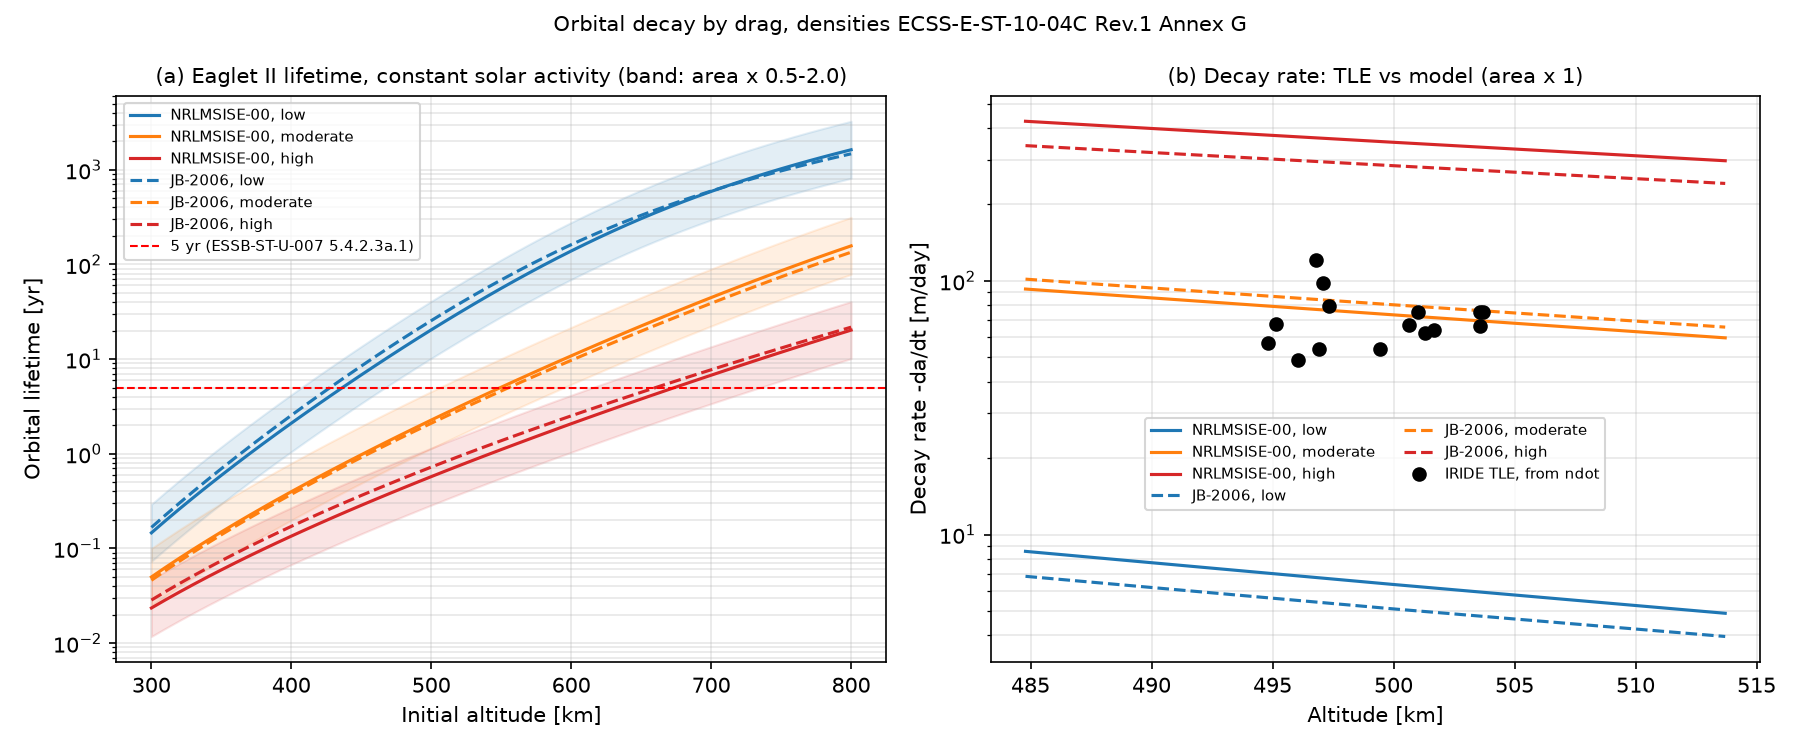 Orbital decay by drag, densities ECSS-E-ST-10-04C Rev.1 Annex G
(a) Eaglet II lifetime, constant solar activity (band: area x 0.5-2.0)
NRLMSISE-00, low
NRLMSISE-00, moderate
NRLMSISE-00, high
JB-2006, low
JB-2006, moderate
JB-2006, high
5 yr (ESSB-ST-U-007 5.4.2.3a.1)
Orbital lifetime [yr]
10³
10²
10¹
10⁰
10⁻¹
10⁻²
300 400 500 600 700 800
Initial altitude [km]
(b) Decay rate: TLE vs model (area x 1)
Decay rate -da/dt [m/day]
10²
10¹
NRLMSISE-00, low
NRLMSISE-00, moderate
NRLMSISE-00, high
JB-2006, low
JB-2006, moderate
JB-2006, high
IRIDE TLE, from ndot
485 490 495 500 505 510 515
Altitude [km]